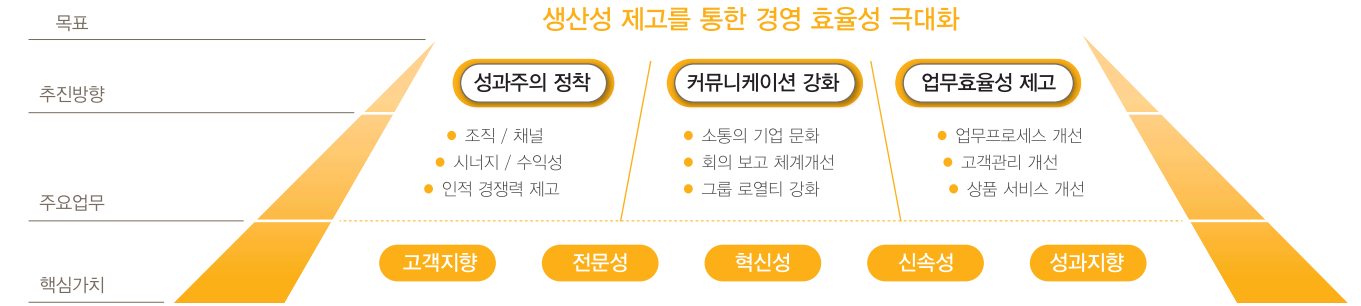 목표
생산성 제고를 통한 경영 효율성 극대화
추진방향
성과주의 정착
커뮤니케이션 강화
업무효율성 제고
주요업무
조직 / 채널
시너지 / 수익성
인적 경쟁력 제고
소통의 기업 문화
회의 보고 체계개선
그룹 로열티 강화
업무프로세스 개선
고객관리 개선
상품 서비스 개선
핵심가치
고객지향
전문성
혁신성
신속성
성과지향